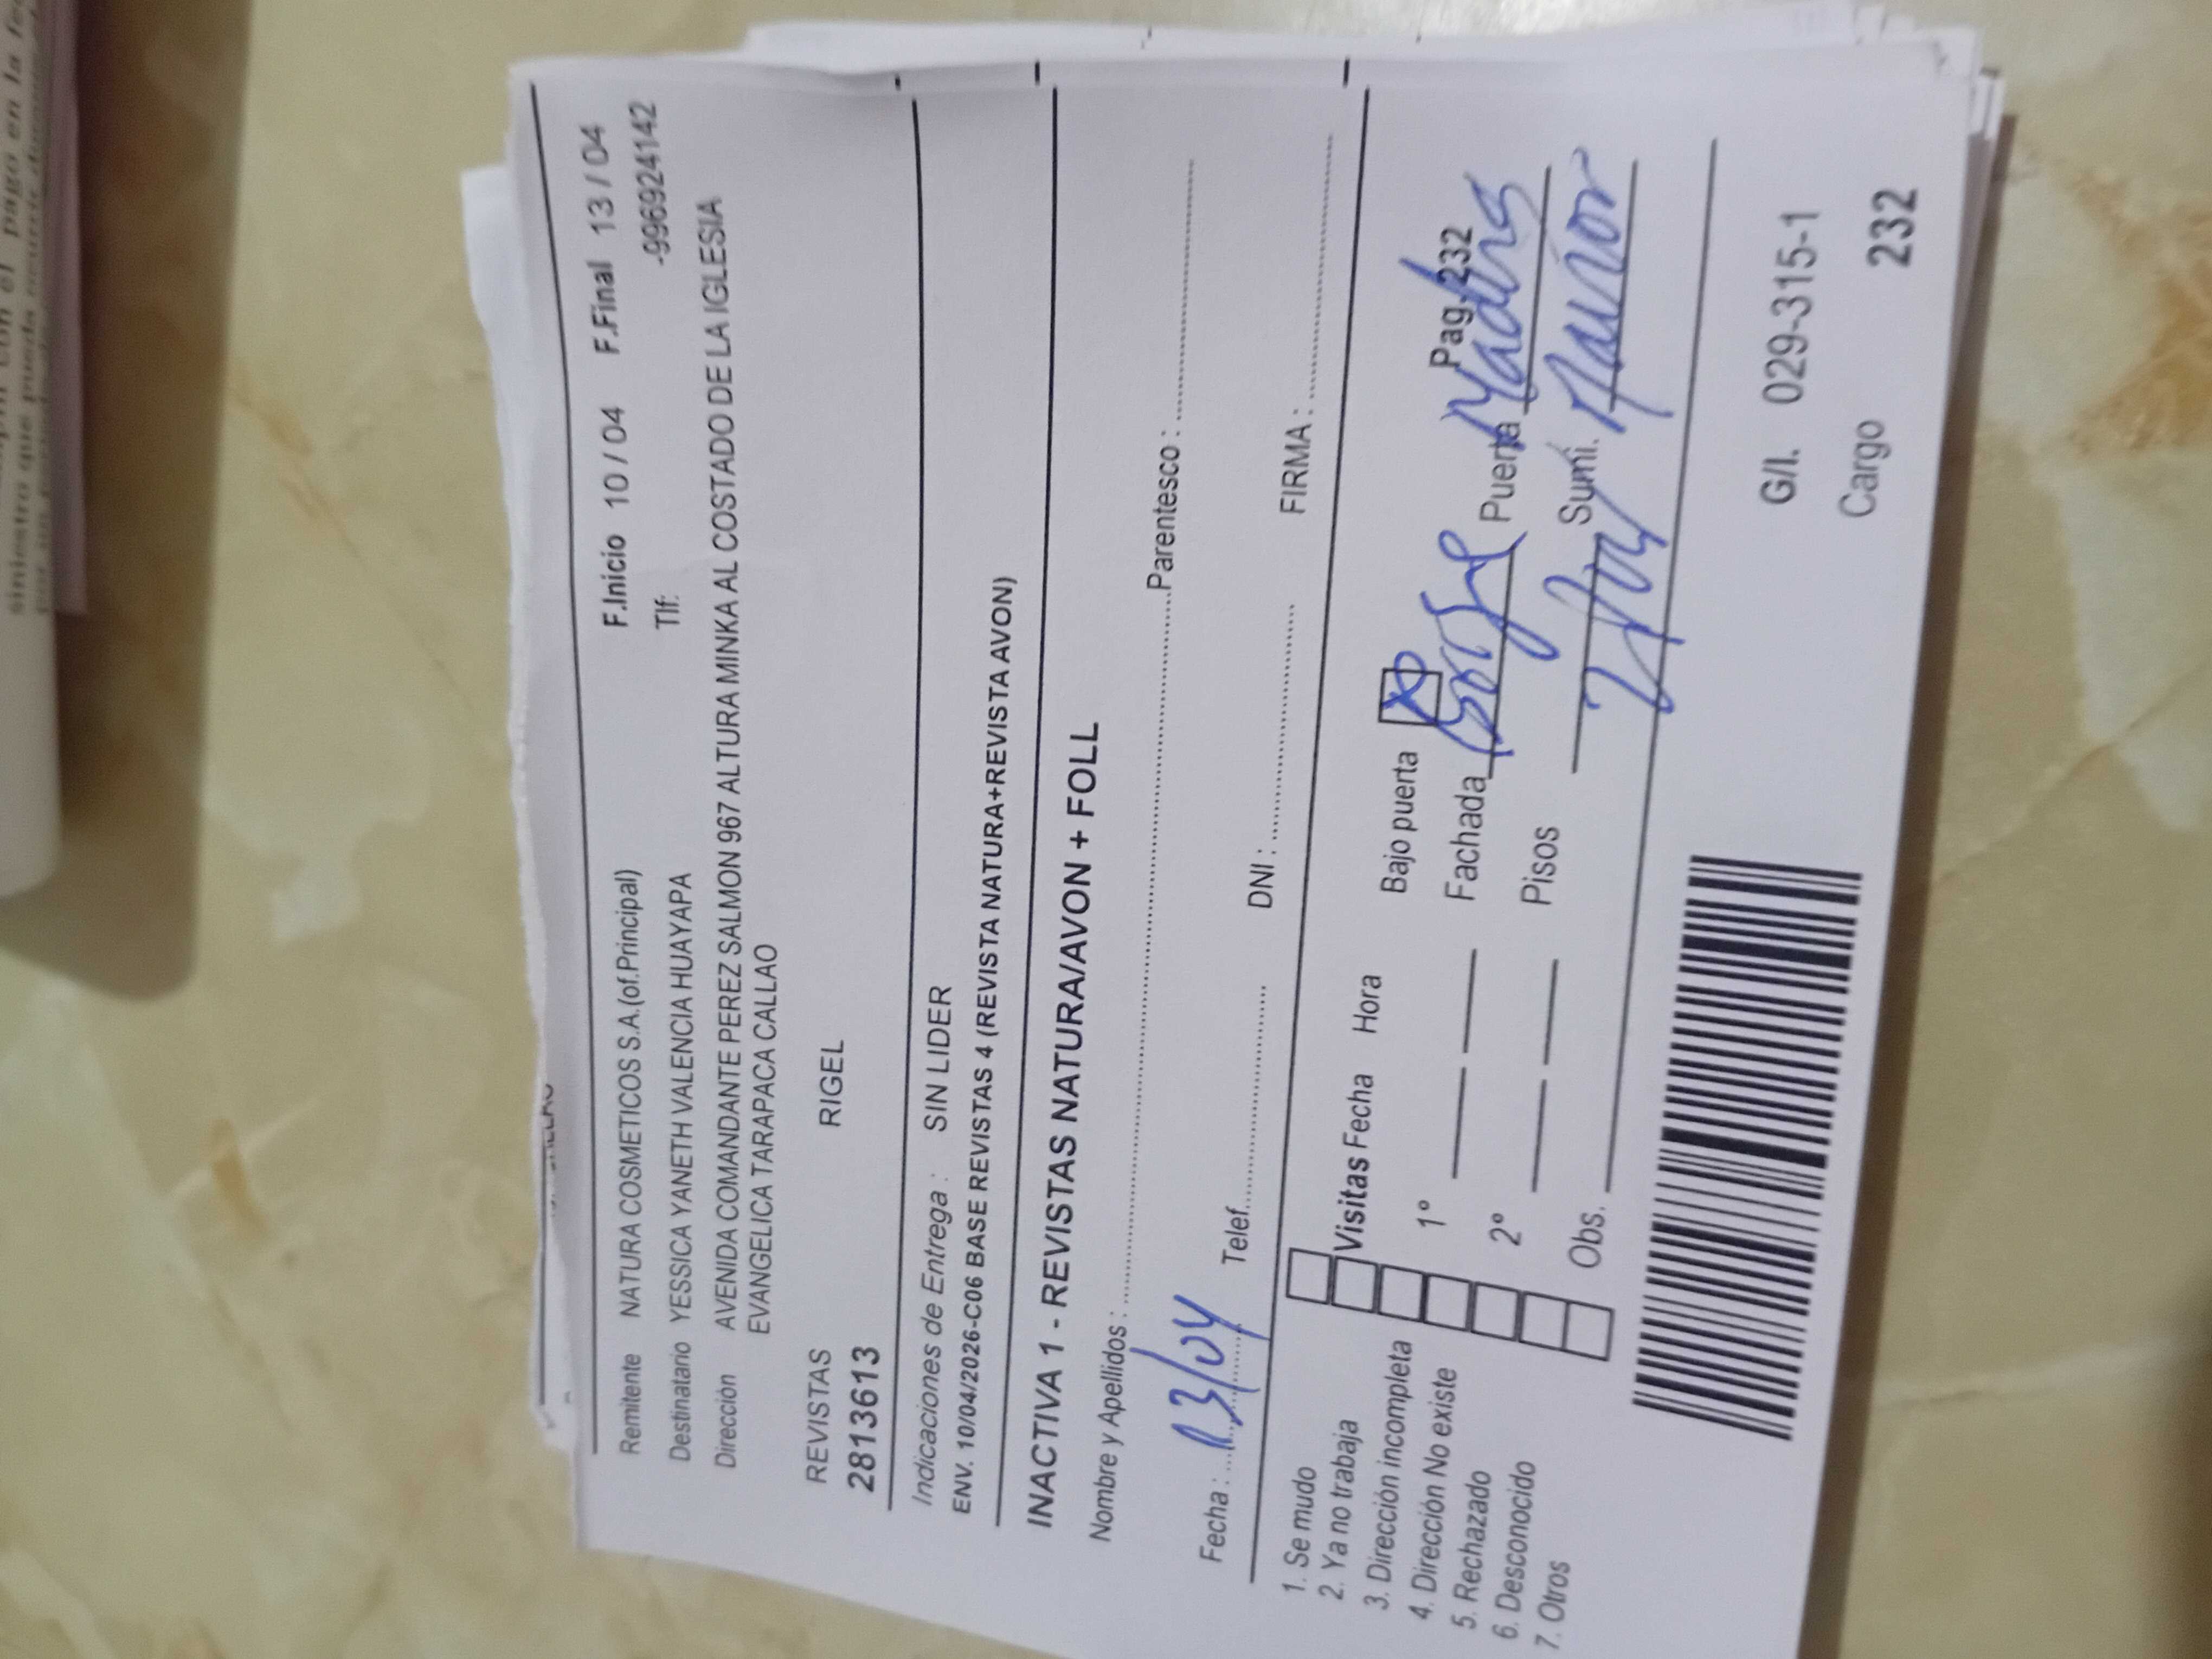 Remitente NATURA COSMETICOS S.A.(of.Principal) F.Inicio 10 / 04 F.Final 13 / 04
Destinatario YESSICA YANETH VALENCIA HUAYAPA Tlf: -996924142
Dirección AVENIDA COMANDANTE PEREZ SALMON 967 ALTURA MINKA AL COSTADO DE LA IGLESIA
EVANGELICA TARAPACA CALLAO
REVISTAS RIGEL
2813613
Indicaciones de Entrega : SIN LIDER
ENV. 10/04/2026-C06 BASE REVISTAS 4 (REVISTA NATURA+REVISTA AVON)
INACTIVA 1 - REVISTAS NATURA/AVON + FOLL
Nombre y Apellidos : Parentesco :
Fecha : 13/04 Telef. DNI : FIRMA :
1. Se mudo
2. Ya no trabaja
3. Dirección incompleta
4. Dirección No existe
5. Rechazado
6. Desconocido
7. Otros
Visitas Fecha Hora
1º
2º
Obs.
Bajo puerta X Pag. 232
Fachada Puerta Madera
Pisos Sumi.
G/I. 029-315-1
Cargo 232